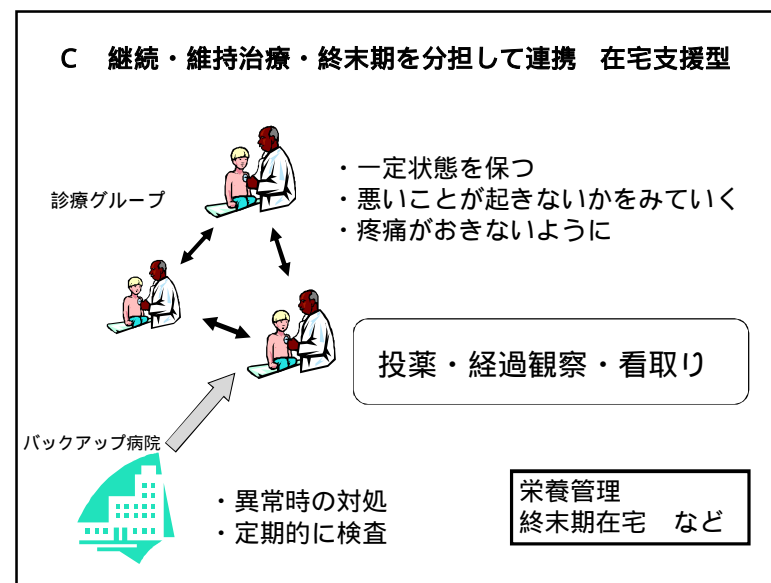 C　継続・維持治療・終末期を分担して連携　在宅支援型
診療グループ
・一定状態を保つ
・悪いことが起きないかをみていく
・疼痛がおきないように
投薬・経過観察・看取り
バックアップ病院
・異常時の対処
・定期的に検査
栄養管理
終末期在宅　など